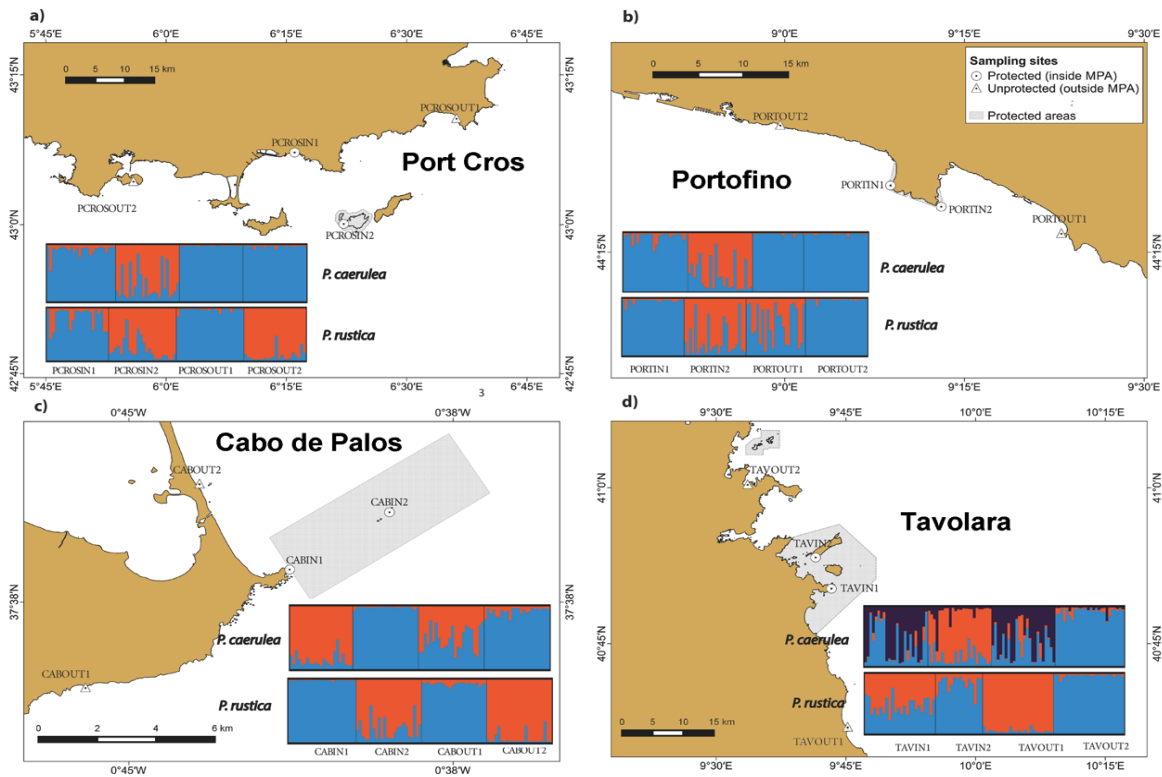 a)
5°45'E 6°0'E 6°15'E 6°30'E 6°45'E
43°15'N
43°0'N
42°45'N
0 5 10 15 km
PCROSOUT1
PCROSIN1
Port Cros
PCROSOUT2
PCROSIN2
P. caerulea
P. rustica
PCROSIN1 PCROSIN2 PCROSOUT1 PCROSOUT2
5°45'E 6°0'E 6°15'E 6°30'E 6°45'E
3
b)
9°0'E 9°15'E
0 5 10 15 km
Sampling sites
Protected (inside MPA)
Unprotected (outside MPA)
:
Protected areas
PORTOUT2
Portofino
PORTIN1
PORTIN2
PORTOUT1
44°15'N
44°15'N
P. caerulea
P. rustica
PORTIN1 PORTIN2 PORTOUT1 PORTOUT2
9°0'E 9°15'E 9°30'E
c)
0°45'W 0°38'W
Cabo de Palos
CABOUT2
CABIN2
CABIN1
37°38'N
37°38'N
P. caerulea
CABOUT1
P. rustica
0 2 4 6 km
CABIN1 CABIN2 CABOUT1 CABOUT2
0°45'W 0°38'W
d)
9°30'E 9°45'E 10°0'E 10°15'E
TAVOUT2
41°0'N
41°0'N
Tavolara
TAVIN2
TAVIN1
40°45'N
40°45'N
P. caerulea
P. rustica
0 5 10 15 km
TAVOUT1
TAVIN1 TAVIN2 TAVOUT1 TAVOUT2
9°30'E 9°45'E 10°0'E 10°15'E